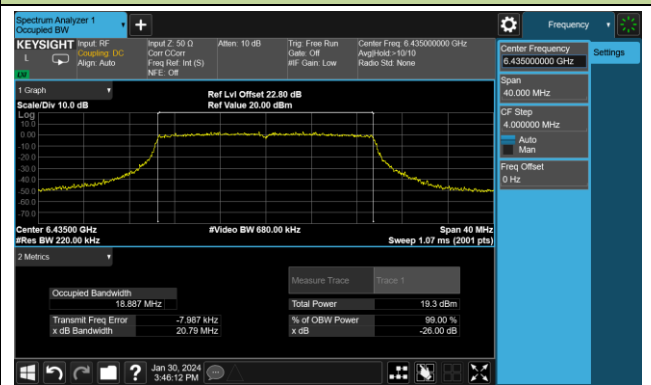 Spectrum Analyzer 1
Occupied BW
Frequency
KEYSIGHT
L
Input: RF
Coupling: DC
Align: Auto
Input Z: 50 Ω
Corr CCorr
Freq Ref: Int (S)
NFE: Off
Atten: 10 dB
Trig: Free Run
Gate: Off
#IF Gain: Low
Center Freq: 6.435000000 GHz
Avg|Hold:>10/10
Radio Std: None
Center Frequency
6.435000000 GHz
Settings
Span
40.000 MHz
CF Step
4.000000 MHz
Auto
Man
Freq Offset
0 Hz
1 Graph
Scale/Div 10.0 dB
Ref Lvl Offset 22.80 dB
Ref Value 20.00 dBm
Log
10.0
0.00
-10.0
-20.0
-30.0
-40.0
-50.0
-60.0
-70.0
Center 6.43500 GHz
#Res BW 220.00 kHz
#Video BW 680.00 kHz
Span 40 MHz
Sweep 1.07 ms (2001 pts)
2 Metrics
Measure Trace Trace 1
Occupied Bandwidth
18.887 MHz
Total Power 19.3 dBm
Transmit Freq Error -7.987 kHz
% of OBW Power 99.00 %
x dB Bandwidth 20.79 MHz
x dB -26.00 dB
Jan 30, 2024
3:46:12 PM